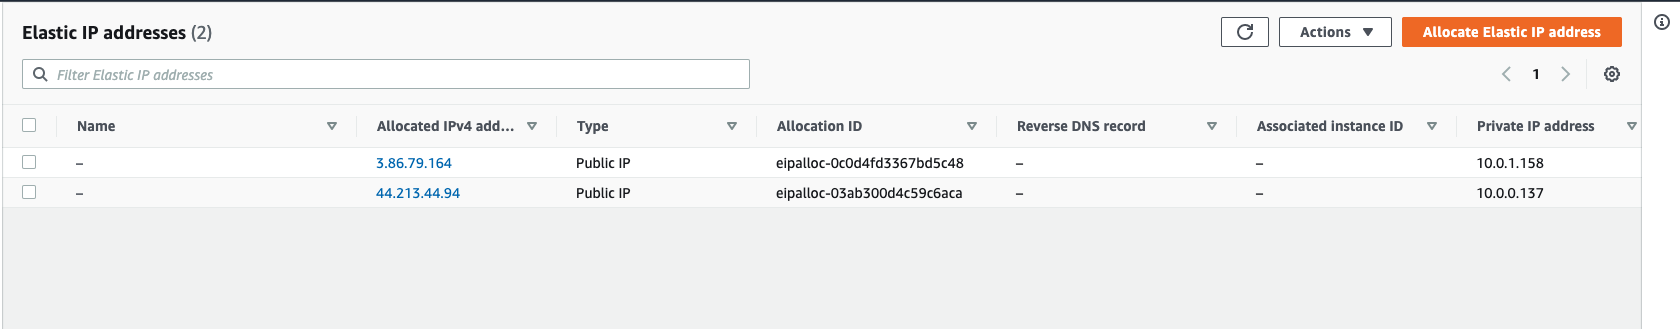 Elastic IP addresses (2)
Actions
Allocate Elastic IP address
Filter Elastic IP addresses
1
Name Allocated IPv4 add... Type Allocation ID Reverse DNS record Associated instance ID Private IP address
– 3.86.79.164 Public IP eipalloc-0c0d4fd3367bd5c48 – – 10.0.1.158
– 44.213.44.94 Public IP eipalloc-03ab300d4c59c6aca – – 10.0.0.137